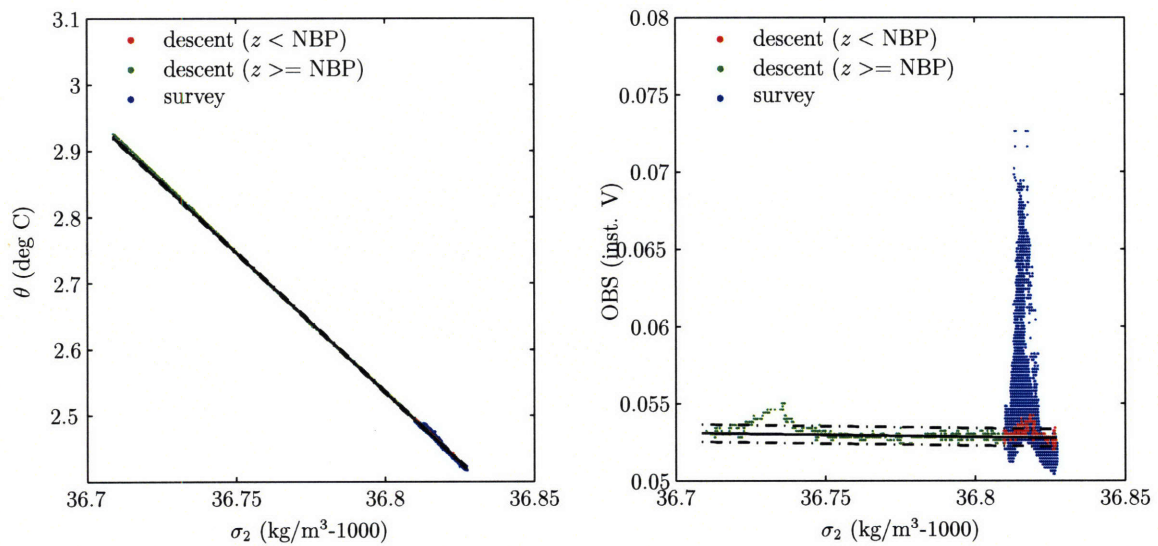 3.1
3
2.9
2.8
2.7
2.6
2.5
θ (deg C)
descent (z < NBP)
descent (z >= NBP)
survey
36.7 36.75 36.8 36.85
σ₂ (kg/m³-1000)
0.08
0.075
0.07
0.065
0.06
0.055
0.05
OBS (inst. V)
descent (z < NBP)
descent (z >= NBP)
survey
36.7 36.75 36.8 36.85
σ₂ (kg/m³-1000)